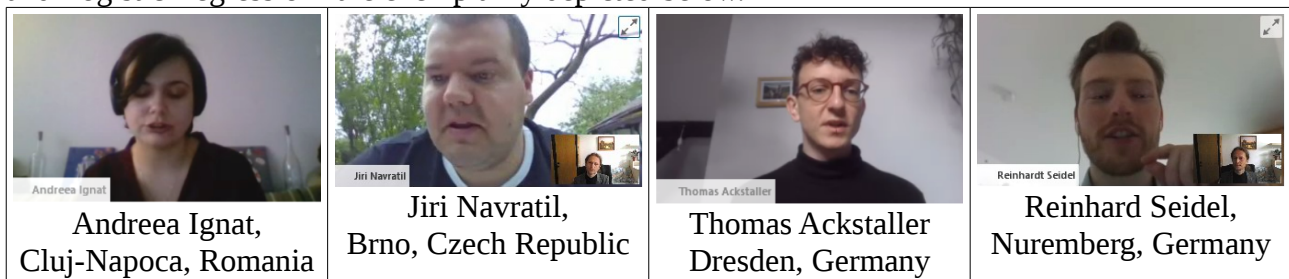 Andreea Ignat
Jiri Navratil
Thomas Ackstaller
Reinhardt Seidel
Andreea Ignat,
Cluj-Napoca, Romania
Jiri Navratil,
Brno, Czech Republic
Thomas Ackstaller
Dresden, Germany
Reinhard Seidel,
Nuremberg, Germany